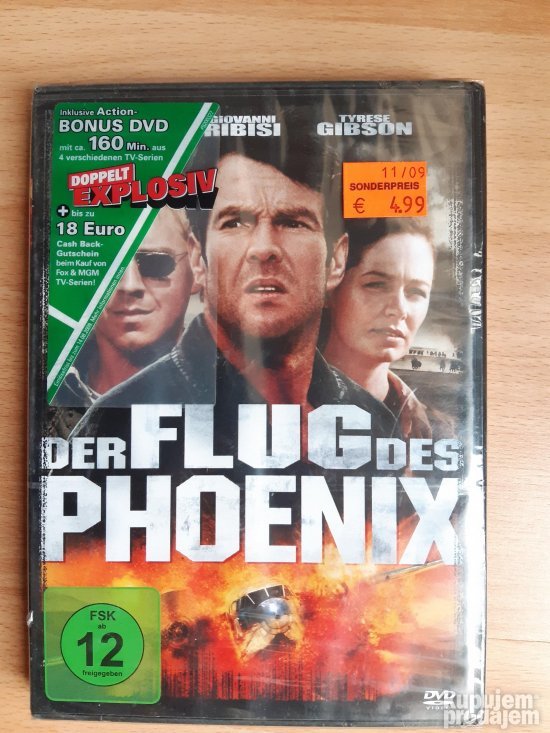 Inklusive Action-
BONUS DVD
mit ca. 160 Min. aus
4 verschiedenen TV-Serien
DOPPELT
EXPLOSIV
+ bis zu
18 Euro
Cash Back-
Gutschein
beim Kauf von
Fox & MGM
TV-Serien!
GIOVANNI
RIBISI
TYRESE
GIBSON
11/09
SONDERPREIS
€ 4.99
DER FLUG DES
PHOENIX
FSK
ab
12
freigegeben
DVD
VIDEO
kupujem
prodajem